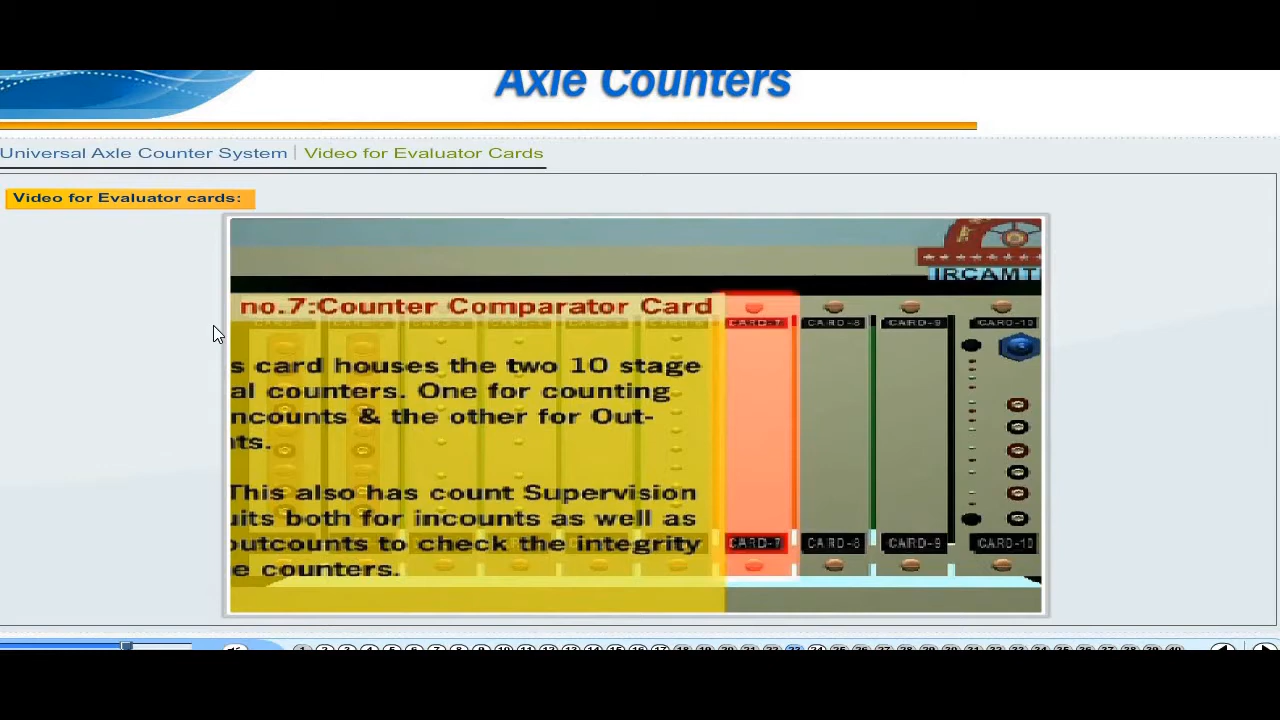 Axle Counters
Universal Axle Counter System | Video for Evaluator Cards
Video for Evaluator cards:
IRCAMT
no.7:Counter Comparator Card
CARD-7 CARD-8 CARD-9 CARD-10
s card houses the two 10 stage
al counters. One for counting
ncounts & the other for Out-
nts.
This also has count Supervision
uits both for incounts as well as
outcounts to check the integrity
e counters.
CARD-7 CARD-8 CARD-9 CARD-10